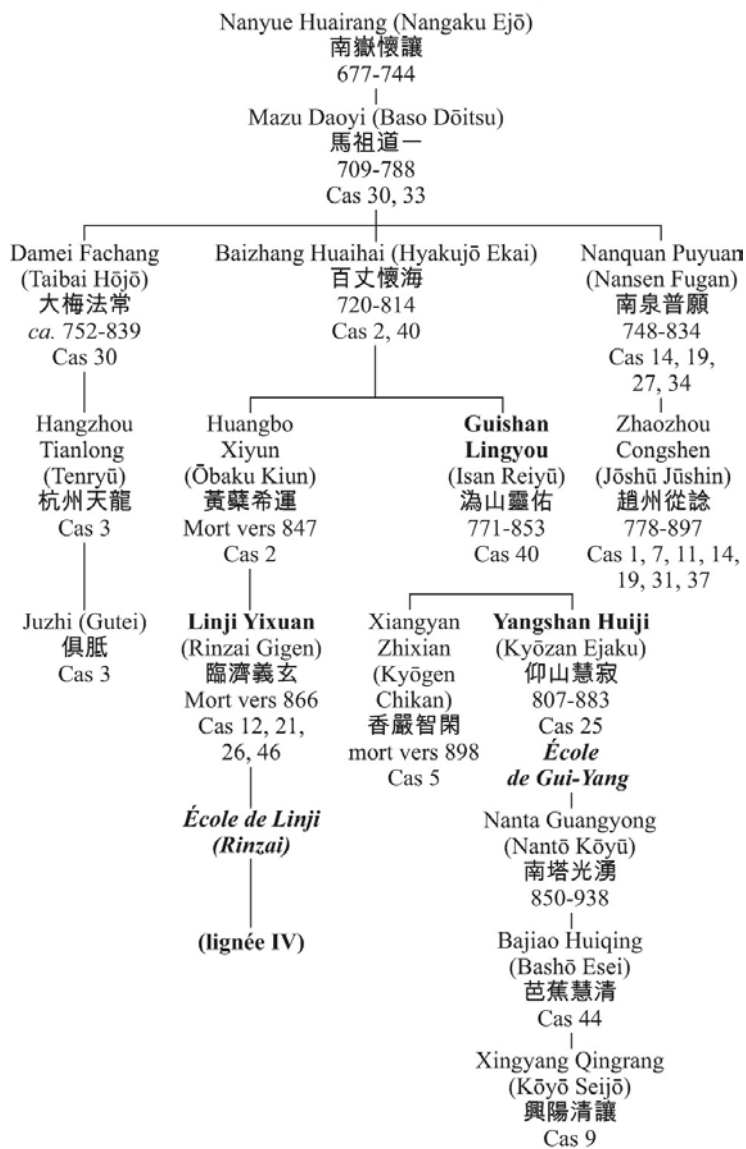 Nanyue Huairang (Nangaku Ejō)
南嶽懷讓
677-744
Mazu Daoyi (Baso Dōitsu)
馬祖道一
709-788
Cas 30, 33
Damei Fachang
(Taibai Hōjō)
大梅法常
ca. 752-839
Cas 30
Baizhang Huaihai (Hyakujō Ekai)
百丈懷海
720-814
Cas 2, 40
Nanquan Puyuan
(Nansen Fugan)
南泉普願
748-834
Cas 14, 19,
27, 34
Hangzhou
Tianlong
(Tenryū)
杭州天龍
Cas 3
Huangbo
Xiyun
(Ōbaku Kiun)
黃蘗希運
Mort vers 847
Cas 2
Guishan
Lingyou
(Isan Reiyū)
溈山靈佑
771-853
Cas 40
Zhaozhou
Congshen
(Jōshū Jūshin)
趙州從諗
778-897
Cas 1, 7, 11, 14,
19, 31, 37
Juzhi (Gutei)
俱胝
Cas 3
Linji Yixuan
(Rinzai Gigen)
臨濟義玄
Mort vers 866
Cas 12, 21,
26, 46
École de Linji
(Rinzai)
(lignée IV)
Xiangyan
Zhixian
(Kyōgen
Chikan)
香嚴智閑
mort vers 898
Cas 5
Yangshan Huiji
(Kyōzan Ejaku)
仰山慧寂
807-883
Cas 25
École
de Gui-Yang
Nanta Guangyong
(Nantō Kōyū)
南塔光湧
850-938
Bajiao Huiqing
(Bashō Esei)
芭蕉慧清
Cas 44
Xingyang Qingrang
(Kōyō Seijō)
興陽清讓
Cas 9